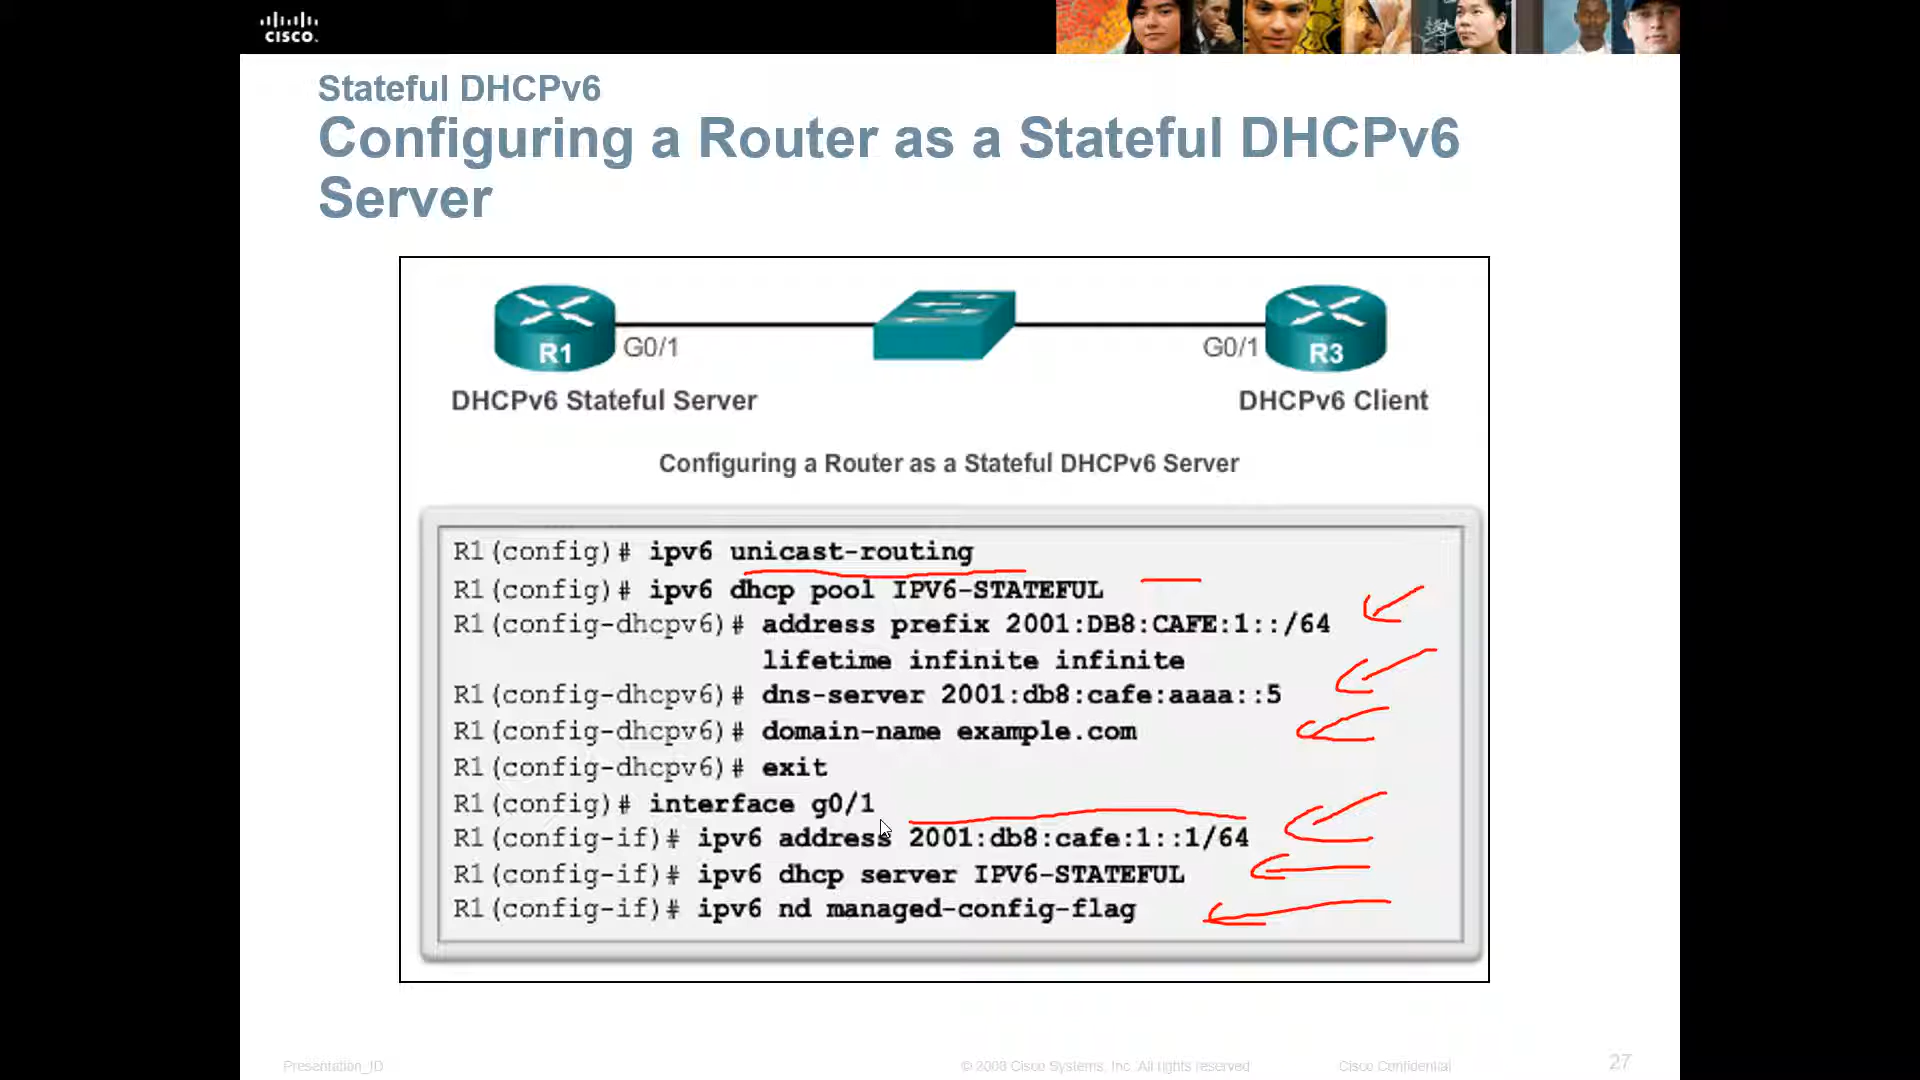 CISCO.
Stateful DHCPv6
Configuring a Router as a Stateful DHCPv6
Server
R1
G0/1
G0/1
R3
DHCPv6 Stateful Server
DHCPv6 Client
Configuring a Router as a Stateful DHCPv6 Server
R1(config)# ipv6 unicast-routing
R1(config)# ipv6 dhcp pool IPV6-STATEFUL
R1(config-dhcpv6)# address prefix 2001:DB8:CAFE:1::/64
lifetime infinite infinite
R1(config-dhcpv6)# dns-server 2001:db8:cafe:aaaa::5
R1(config-dhcpv6)# domain-name example.com
R1(config-dhcpv6)# exit
R1(config)# interface g0/1
R1(config-if)# ipv6 address 2001:db8:cafe:1::1/64
R1(config-if)# ipv6 dhcp server IPV6-STATEFUL
R1(config-if)# ipv6 nd managed-config-flag
Presentation_ID
© 2008 Cisco Systems, Inc. All rights reserved
Cisco Confidential
27